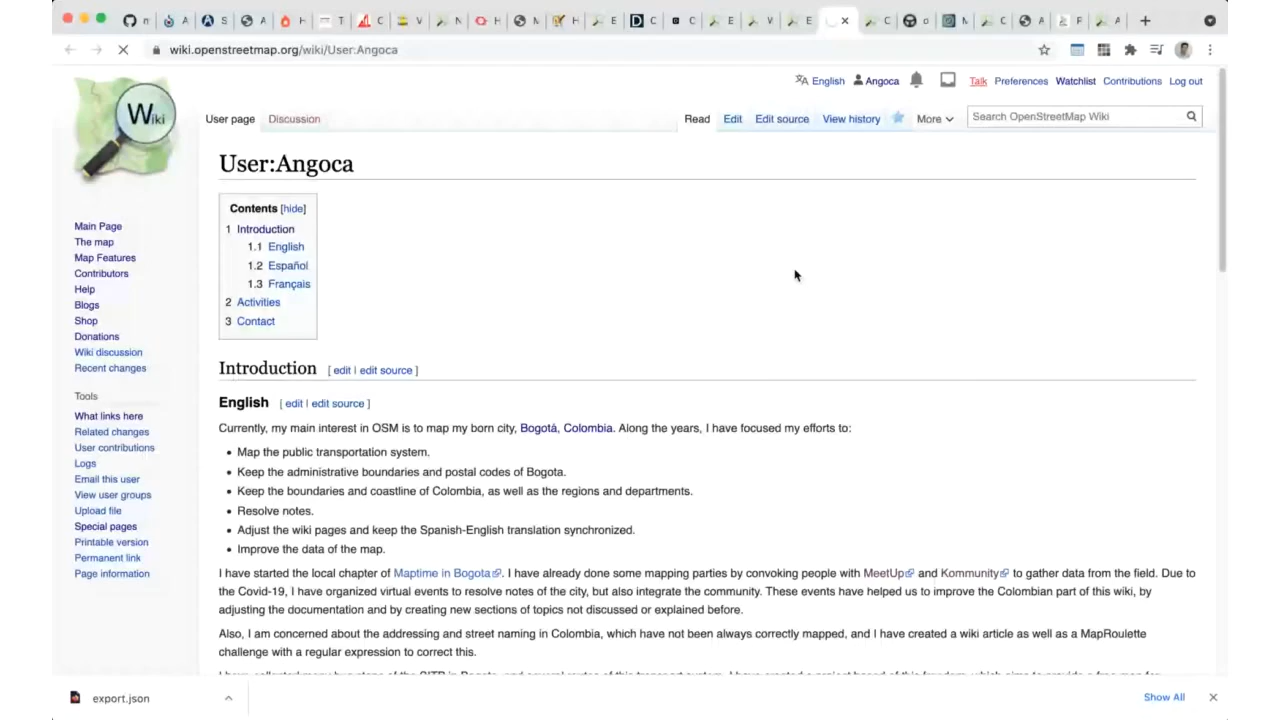 wiki.openstreetmap.org/wiki/User:Angoca
English Angoca Talk Preferences Watchlist Contributions Log out
Wiki
User page Discussion Read Edit Edit source View history More Search OpenStreetMap Wiki
User:Angoca
Contents [hide]
1 Introduction
1.1 English
1.2 Español
1.3 Français
2 Activities
3 Contact
Main Page
The map
Map Features
Contributors
Help
Blogs
Shop
Donations
Wiki discussion
Recent changes
Tools
What links here
Related changes
User contributions
Logs
Email this user
View user groups
Upload file
Special pages
Printable version
Permanent link
Page information
Introduction [ edit | edit source ]
English [ edit | edit source ]
Currently, my main interest in OSM is to map my born city, Bogotá, Colombia. Along the years, I have focused my efforts to:
Map the public transportation system.
Keep the administrative boundaries and postal codes of Bogota.
Keep the boundaries and coastline of Colombia, as well as the regions and departments.
Resolve notes.
Adjust the wiki pages and keep the Spanish-English translation synchronized.
Improve the data of the map.
I have started the local chapter of Maptime in Bogota. I have already done some mapping parties by convoking people with MeetUp and Kommunity to gather data from the field. Due to
the Covid-19, I have organized virtual events to resolve notes of the city, but also integrate the community. These events have helped us to improve the Colombian part of this wiki, by
adjusting the documentation and by creating new sections of topics not discussed or explained before.
Also, I am concerned about the addressing and street naming in Colombia, which have not been always correctly mapped, and I have created a wiki article as well as a MapRoulette
challenge with a regular expression to correct this.
export.json
Show All